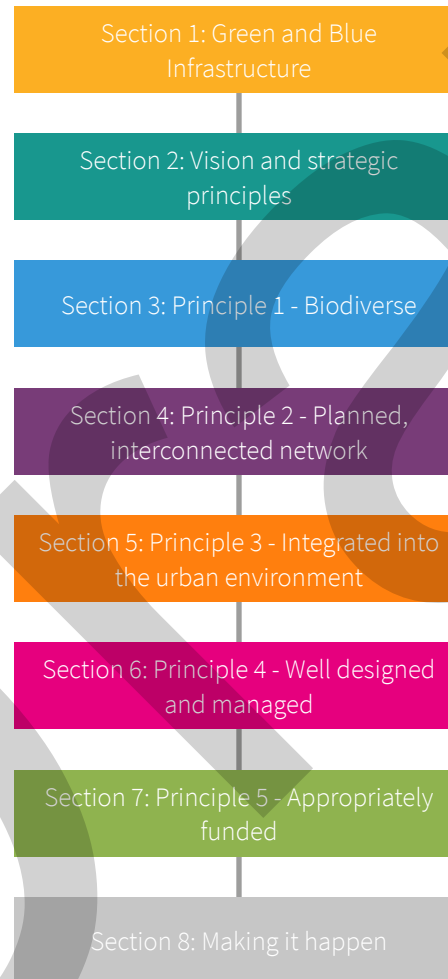 Section 1: Green and Blue
Infrastructure
Section 2: Vision and strategic
principles
Section 3: Principle 1 - Biodiverse
Section 4: Principle 2 - Planned,
interconnected network
Section 5: Principle 3 - Integrated into
the urban environment
Section 6: Principle 4 - Well designed
and managed
Section 7: Principle 5 - Appropriately
funded
Section 8: Making it happen